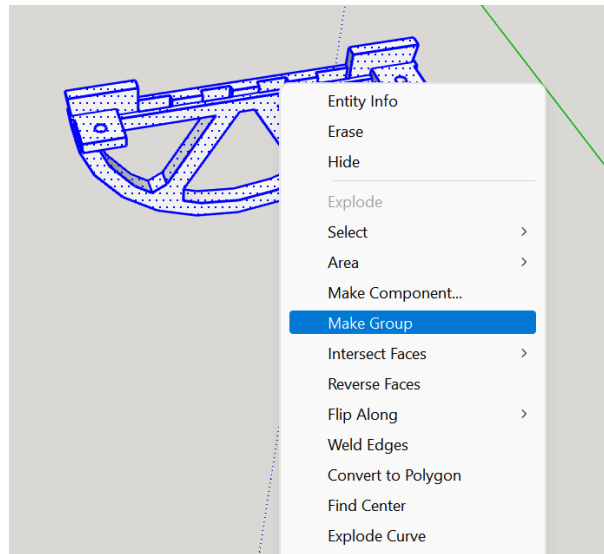 Entity Info
Erase
Hide
Explode
Select
Area
Make Component...
Make Group
Intersect Faces
Reverse Faces
Flip Along
Weld Edges
Convert to Polygon
Find Center
Explode Curve